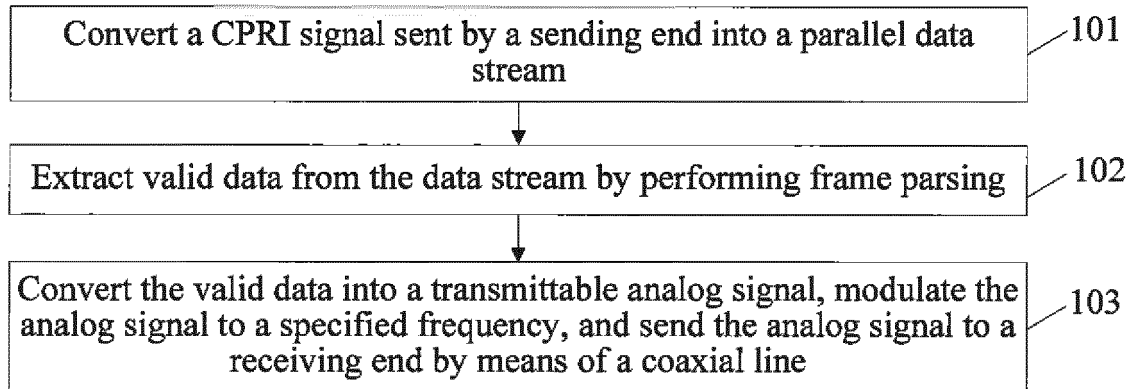 Convert a CPRI signal sent by a sending end into a parallel data
stream
101
Extract valid data from the data stream by performing frame parsing
102
Convert the valid data into a transmittable analog signal, modulate the
analog signal to a specified frequency, and send the analog signal to a
receiving end by means of a coaxial line
103